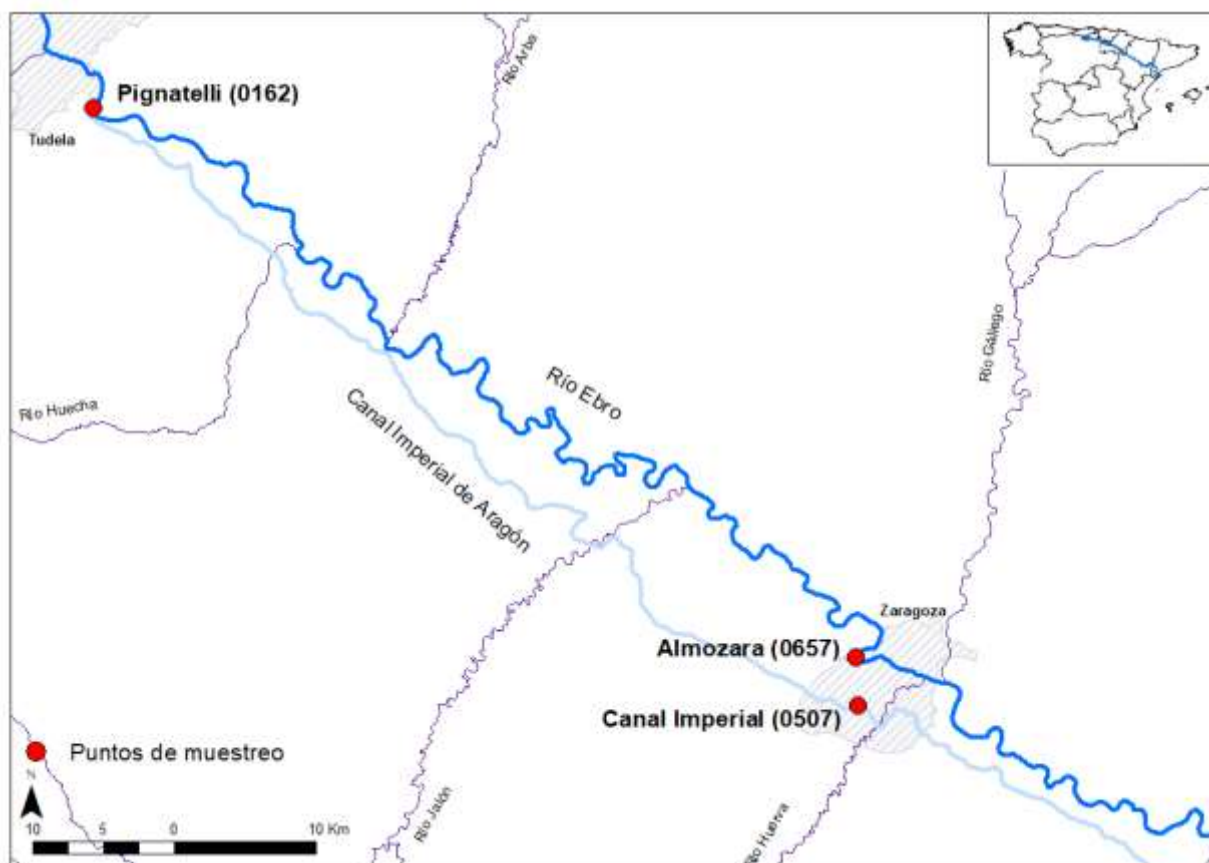 Río Arba
Pignatelli (0162)
Tudela
Río Huecha
Río Ebro
Canal Imperial de Aragón
Río Gállego
Zaragoza
Almozara (0657)
Canal Imperial (0507)
Puntos de muestreo
Río Jalón
Río Huerva
N
10 5 0 10 Km